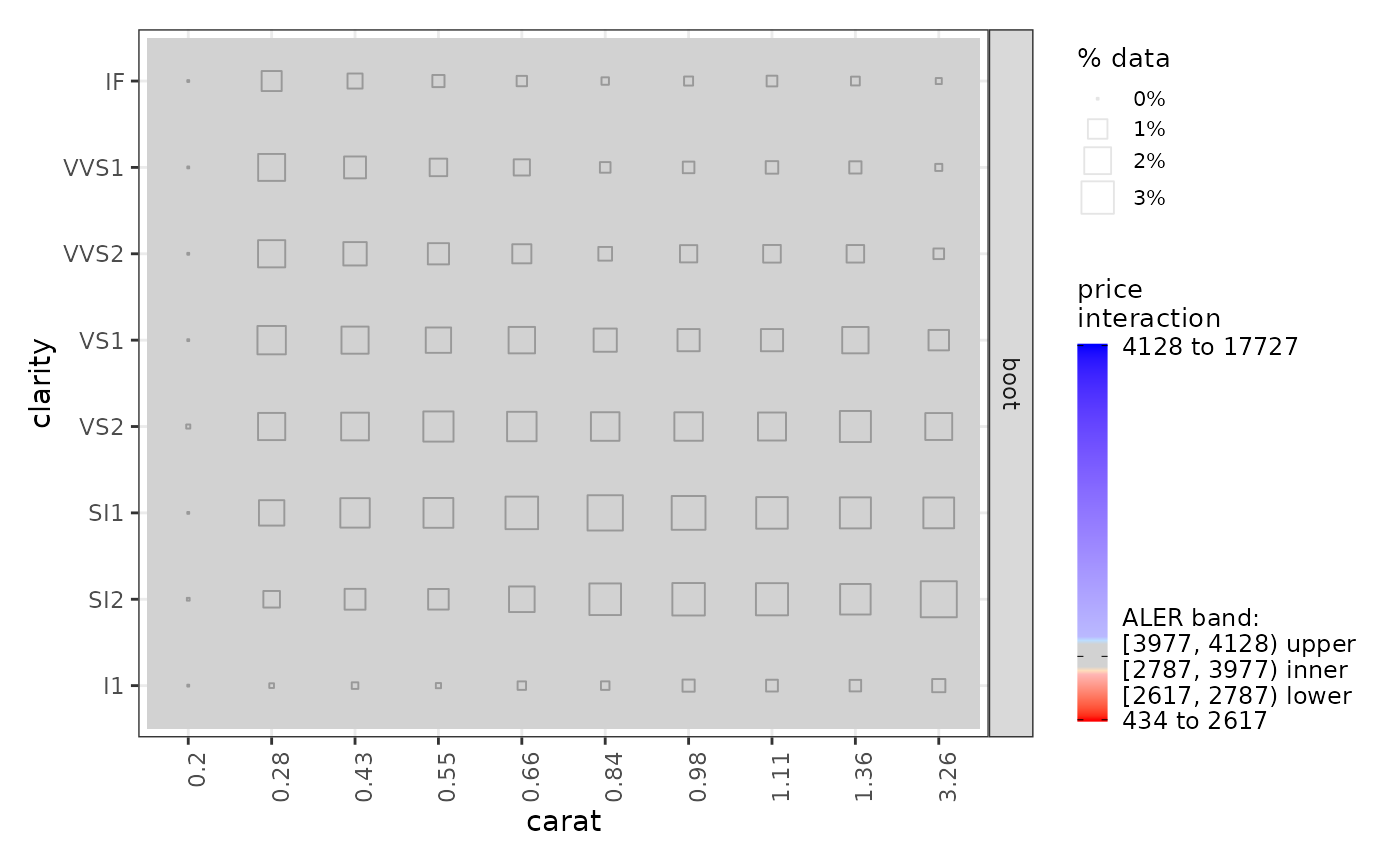 clarity
IF
VVS1
VVS2
VS1
VS2
SI1
SI2
I1
0.2
0.28
0.43
0.55
0.66
0.84
0.98
1.11
1.36
3.26
carat
boot
% data
0%
1%
2%
3%
price
interaction
4128 to 17727
ALER band:
[3977, 4128) upper
[2787, 3977) inner
[2617, 2787) lower
434 to 2617